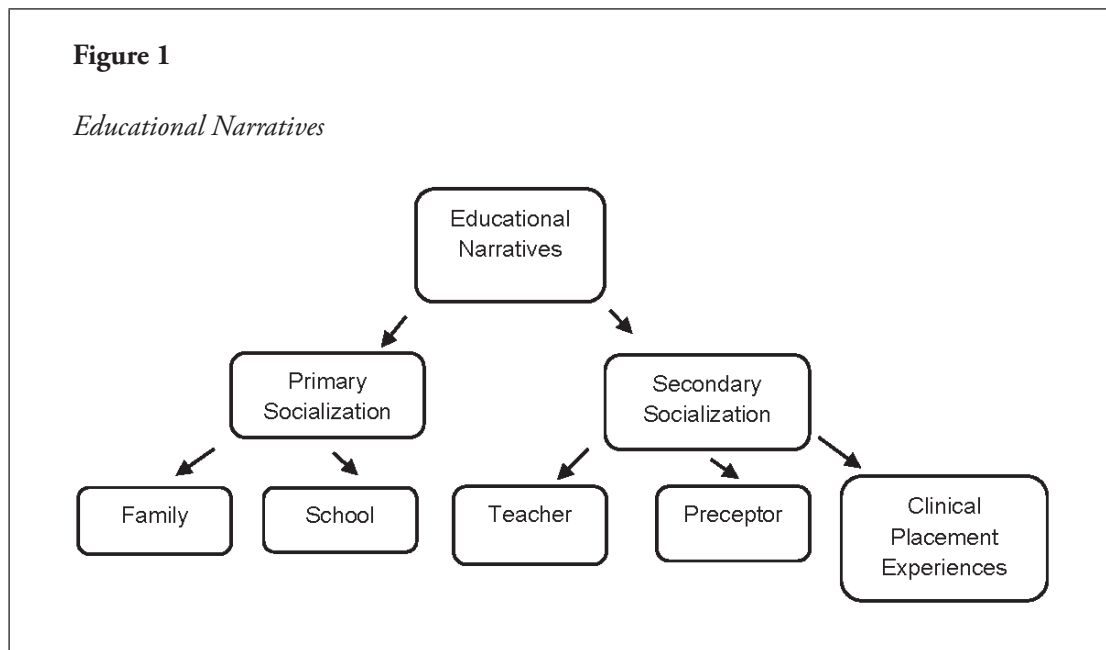 Figure 1
Educational Narratives
Educational
Narratives
Primary
Socialization
Secondary
Socialization
Family
School
Teacher
Preceptor
Clinical
Placement
Experiences